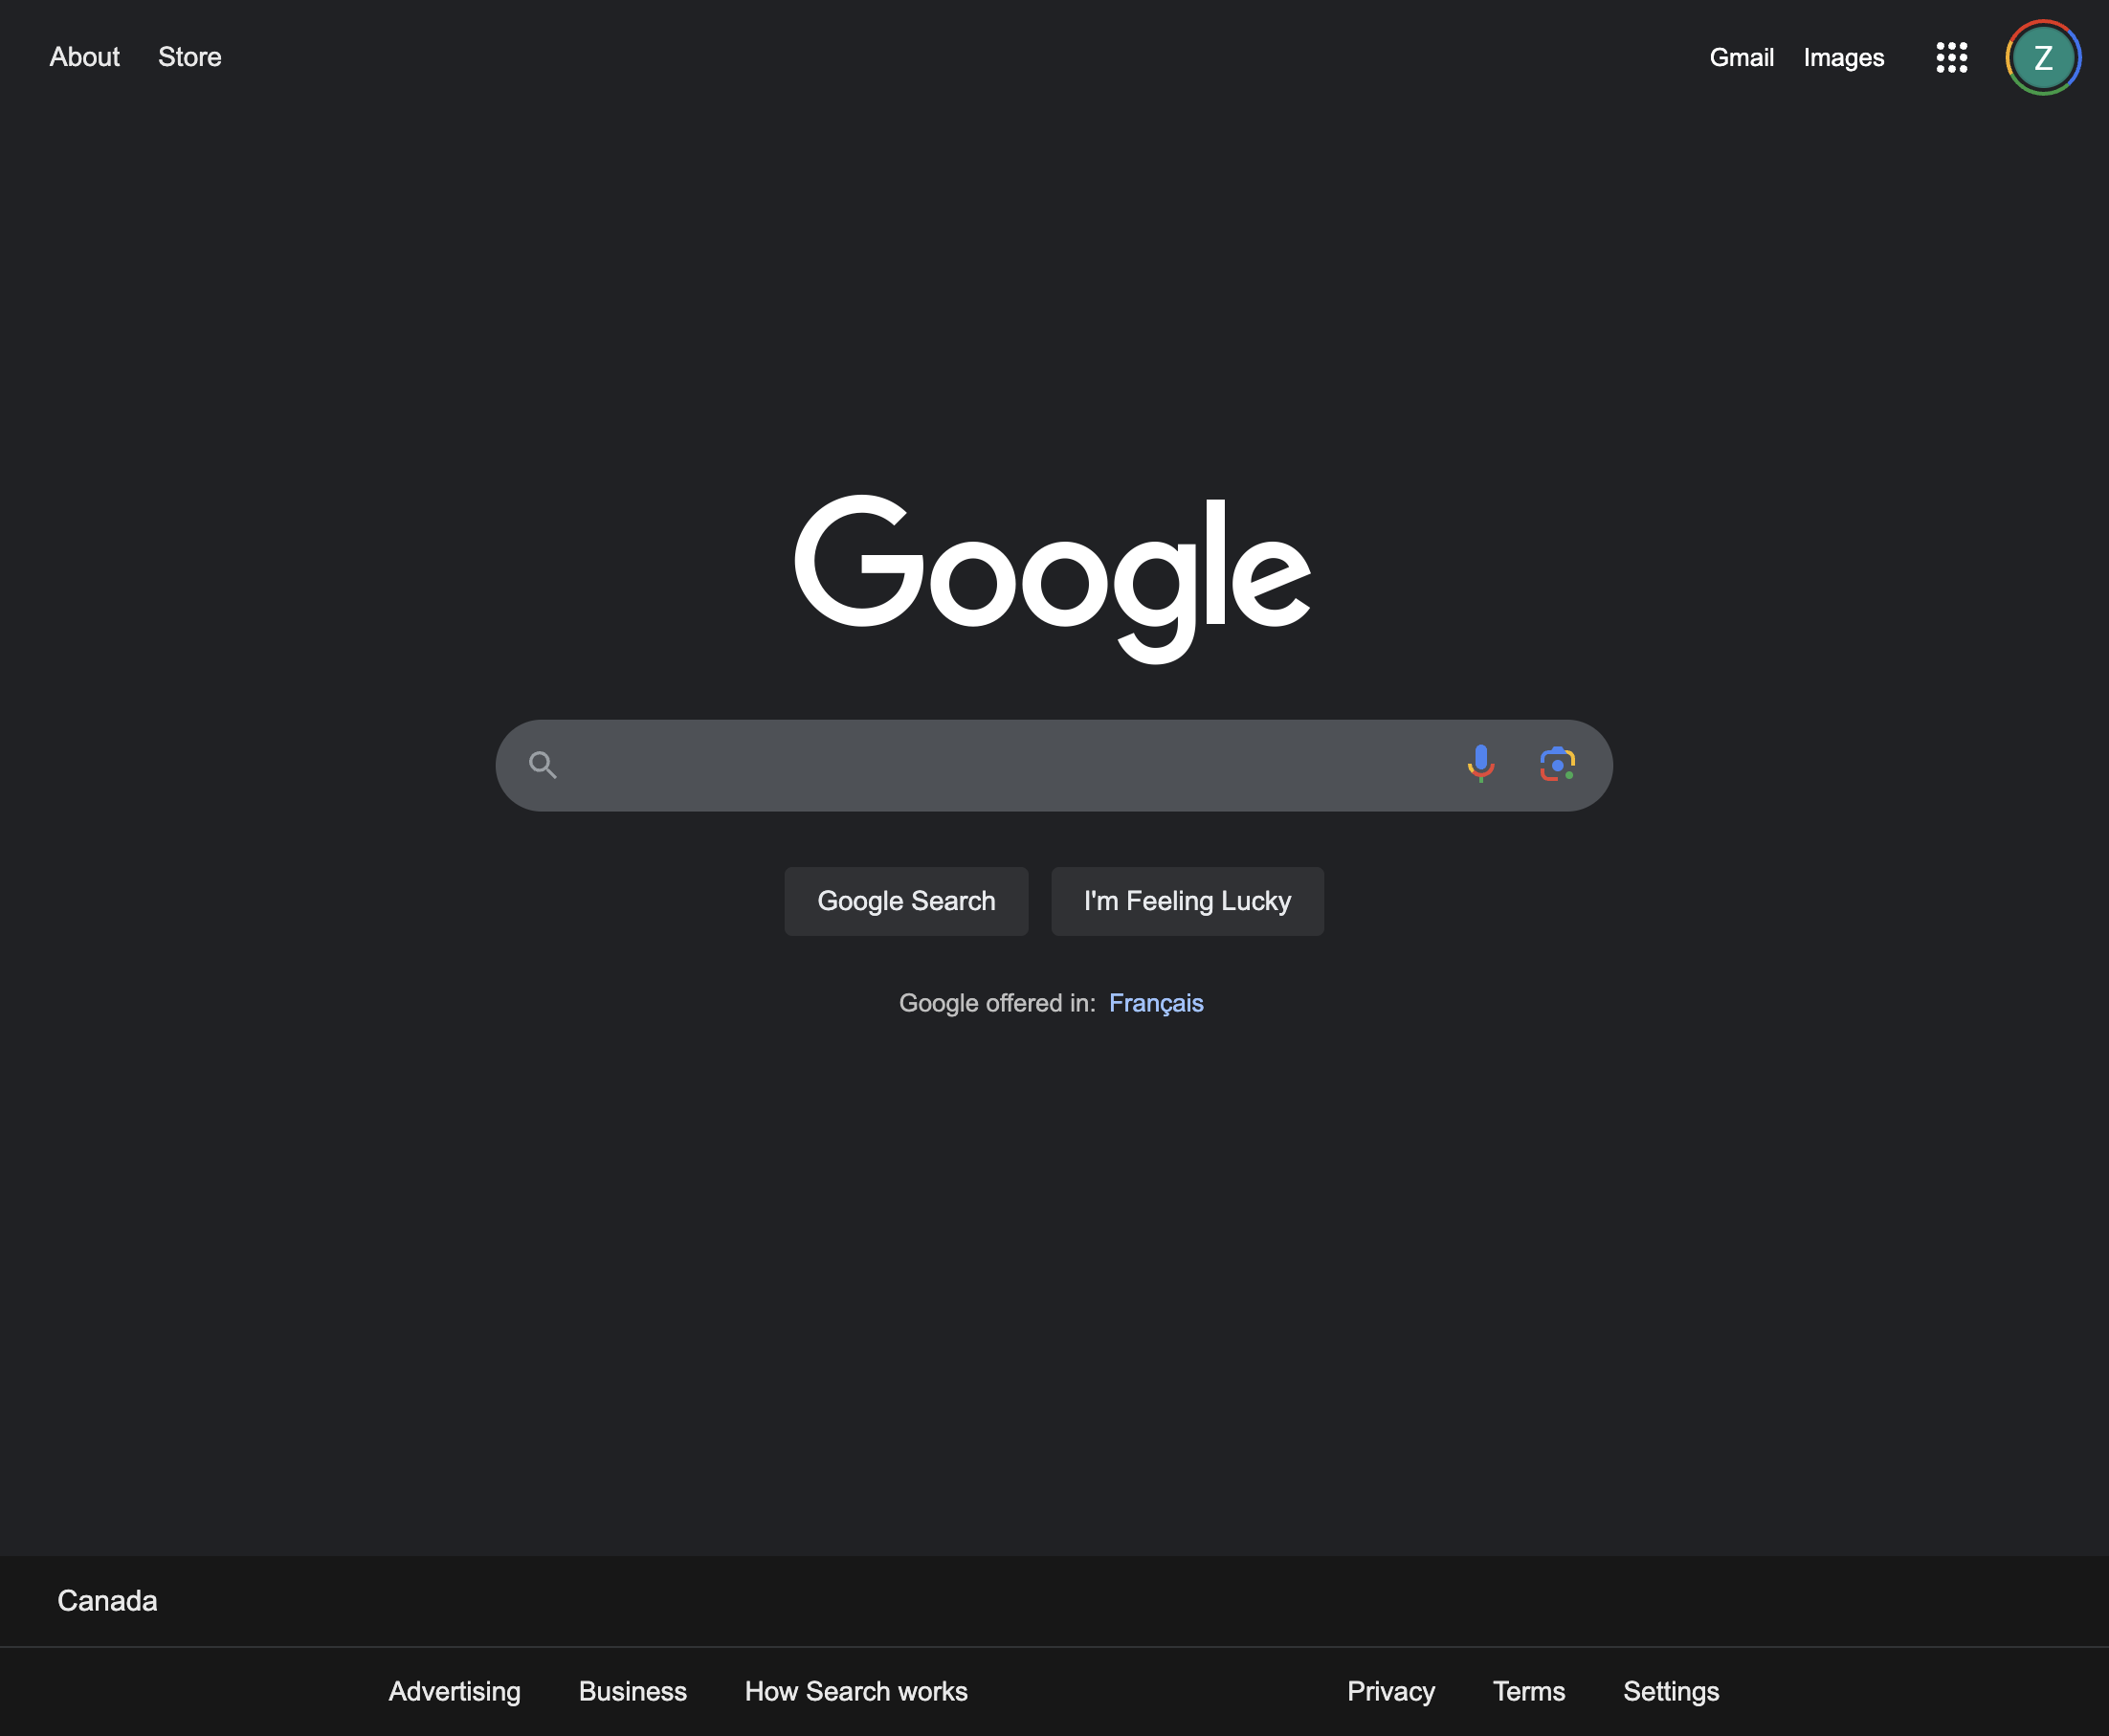 About Store Gmail Images Z
Google
Google Search I'm Feeling Lucky
Google offered in: Français
Canada
Advertising Business How Search works Privacy Terms Settings